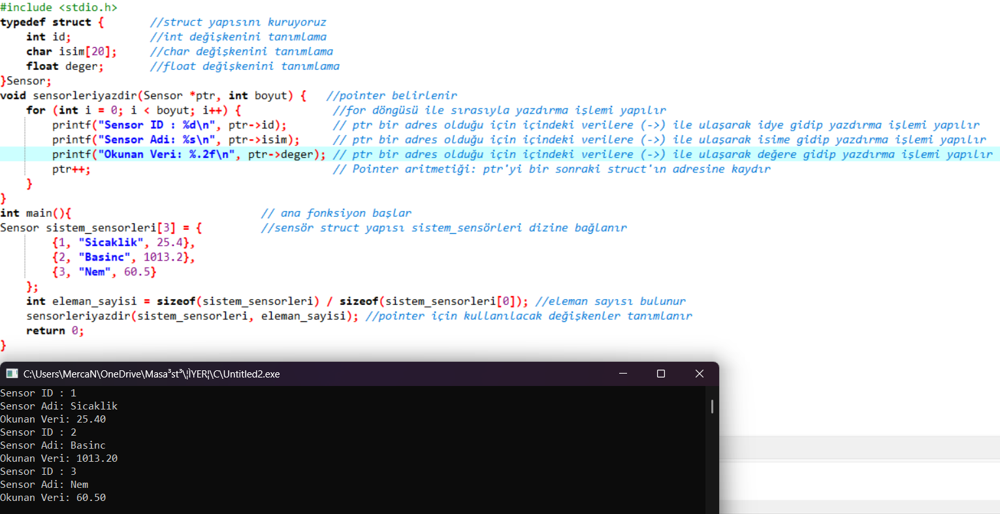 #include <stdio.h>
typedef struct {       //struct yapısını kuruyoruz
    int id;            //int değişkenini tanımlama
    char isim[20];     //char değişkenini tanımlama
    float deger;       //float değişkenini tanımlama
}Sensor;
void sensorleriyazdir(Sensor *ptr, int boyut) {   //pointer belirlenir
    for (int i = 0; i < boyut; i++) {              //for döngüsü ile sırasıyla yazdırma işlemi yapılır
        printf("Sensor ID : %d\n", ptr->id);       // ptr bir adres olduğu için içindeki verilere (->) ile ulaşarak idye gidip yazdırma işlemi yapılır
        printf("Sensor Adi: %s\n", ptr->isim);     // ptr bir adres olduğu için içindeki verilere (->) ile ulaşarak isime gidip yazdırma işlemi yapılır
        printf("Okunan Veri: %.2f\n", ptr->deger); // ptr bir adres olduğu için içindeki verilere (->) ile ulaşarak değere gidip yazdırma işlemi yapılır
        ptr++;                                     // Pointer aritmetiği: ptr'yi bir sonraki struct'ın adresine kaydır
    }
}
int main(){                             // ana fonksiyon başlar
Sensor sistem_sensorleri[3] = {         //sensör struct yapısı sistem_sensörleri dizine bağlanır
        {1, "Sicaklik", 25.4},
        {2, "Basinc", 1013.2},
        {3, "Nem", 60.5}
    };
    int eleman_sayisi = sizeof(sistem_sensorleri) / sizeof(sistem_sensorleri[0]); //eleman sayısı bulunur
    sensorleriyazdir(sistem_sensorleri, eleman_sayisi); //pointer için kullanılacak değişkenler tanımlanır
    return 0;
}
C:\Users\MercaN\OneDrive\Masa³st³\¦ÌYER¦\C\Untitled2.exe
Sensor ID : 1
Sensor Adi: Sicaklik
Okunan Veri: 25.40
Sensor ID : 2
Sensor Adi: Basinc
Okunan Veri: 1013.20
Sensor ID : 3
Sensor Adi: Nem
Okunan Veri: 60.50